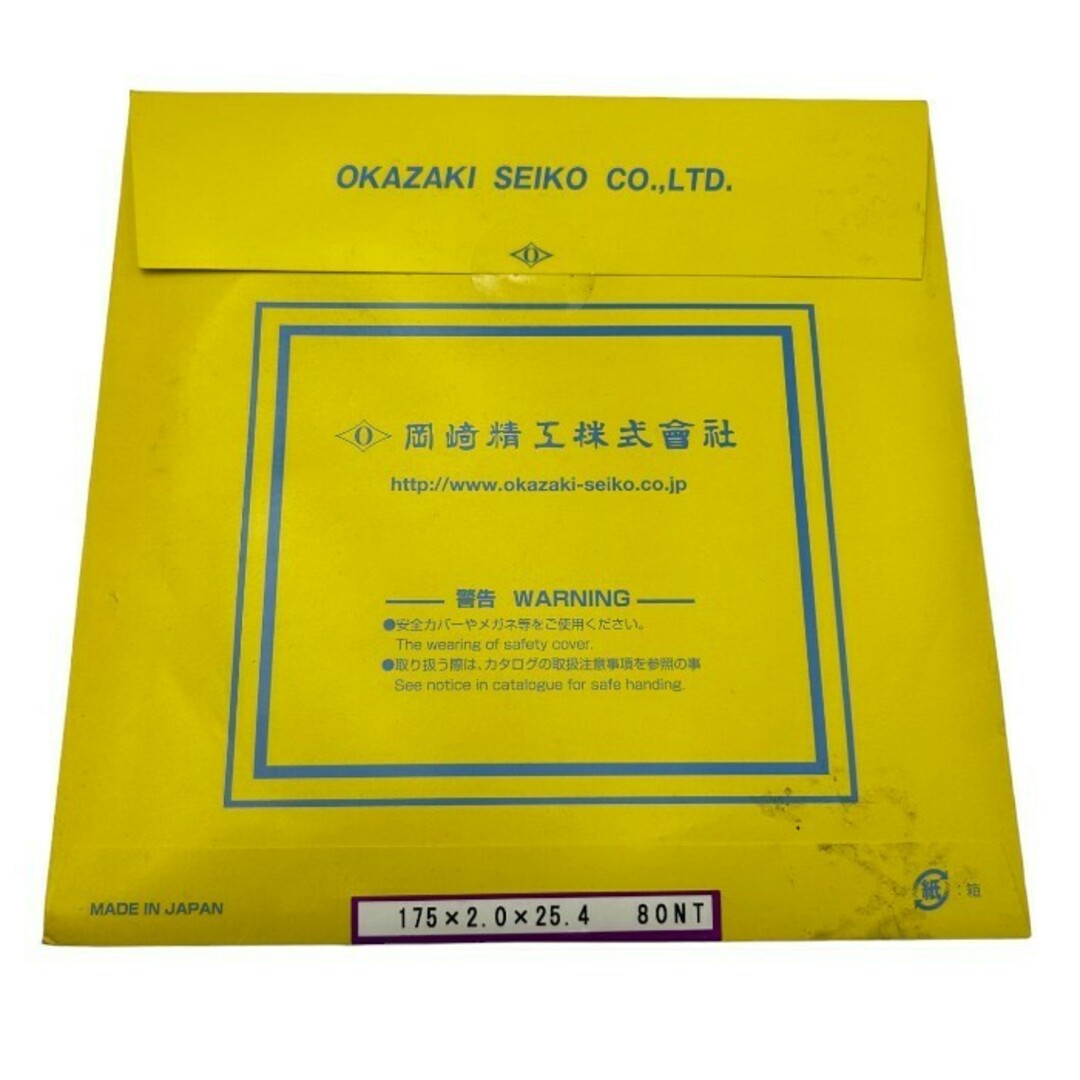 OKAZAKI SEIKO CO.,LTD.
O
O 岡﨑精工株式會社
http://www.okazaki-seiko.co.jp
警告 WARNING
●安全カバーやメガネ等をご使用ください。
The wearing of safety cover.
●取り扱う際は、カタログの取扱注意事項を参照の事
See notice in catalogue for safe handing.
MADE IN JAPAN
紙 : 箱
175×2.0×25.4 80NT